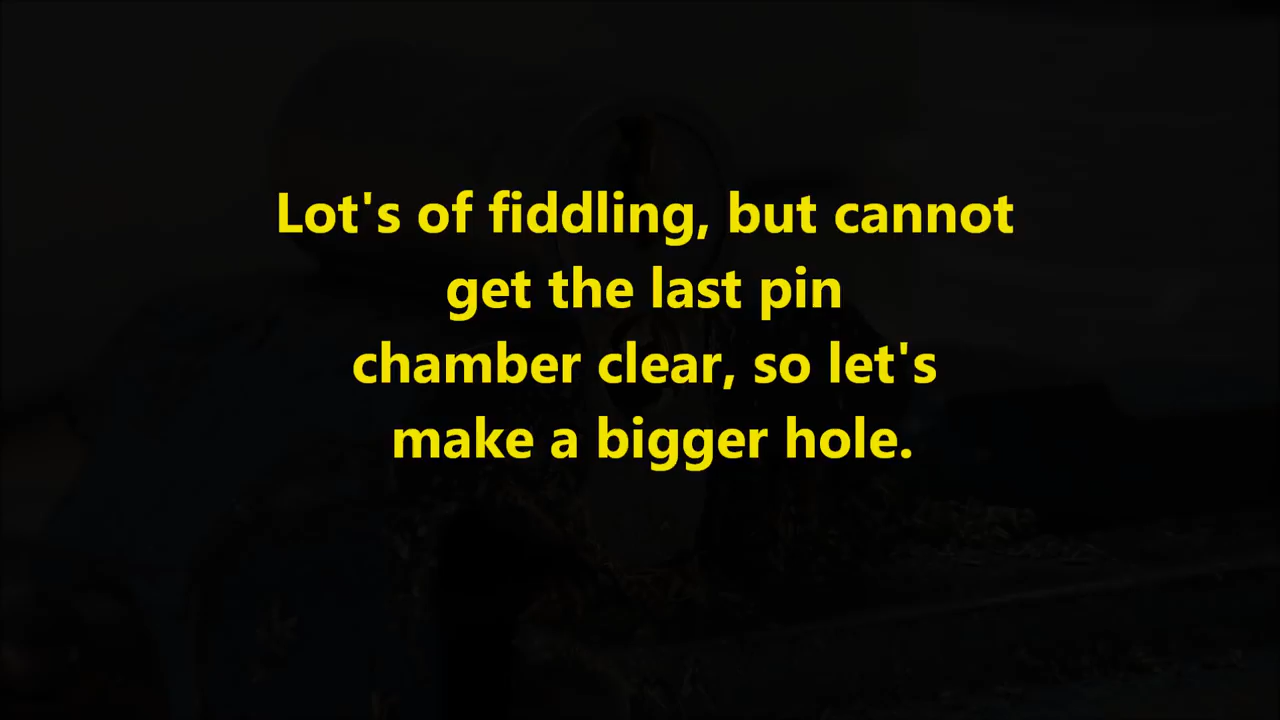 Lot's of fiddling, but cannot
get the last pin
chamber clear, so let's
make a bigger hole.